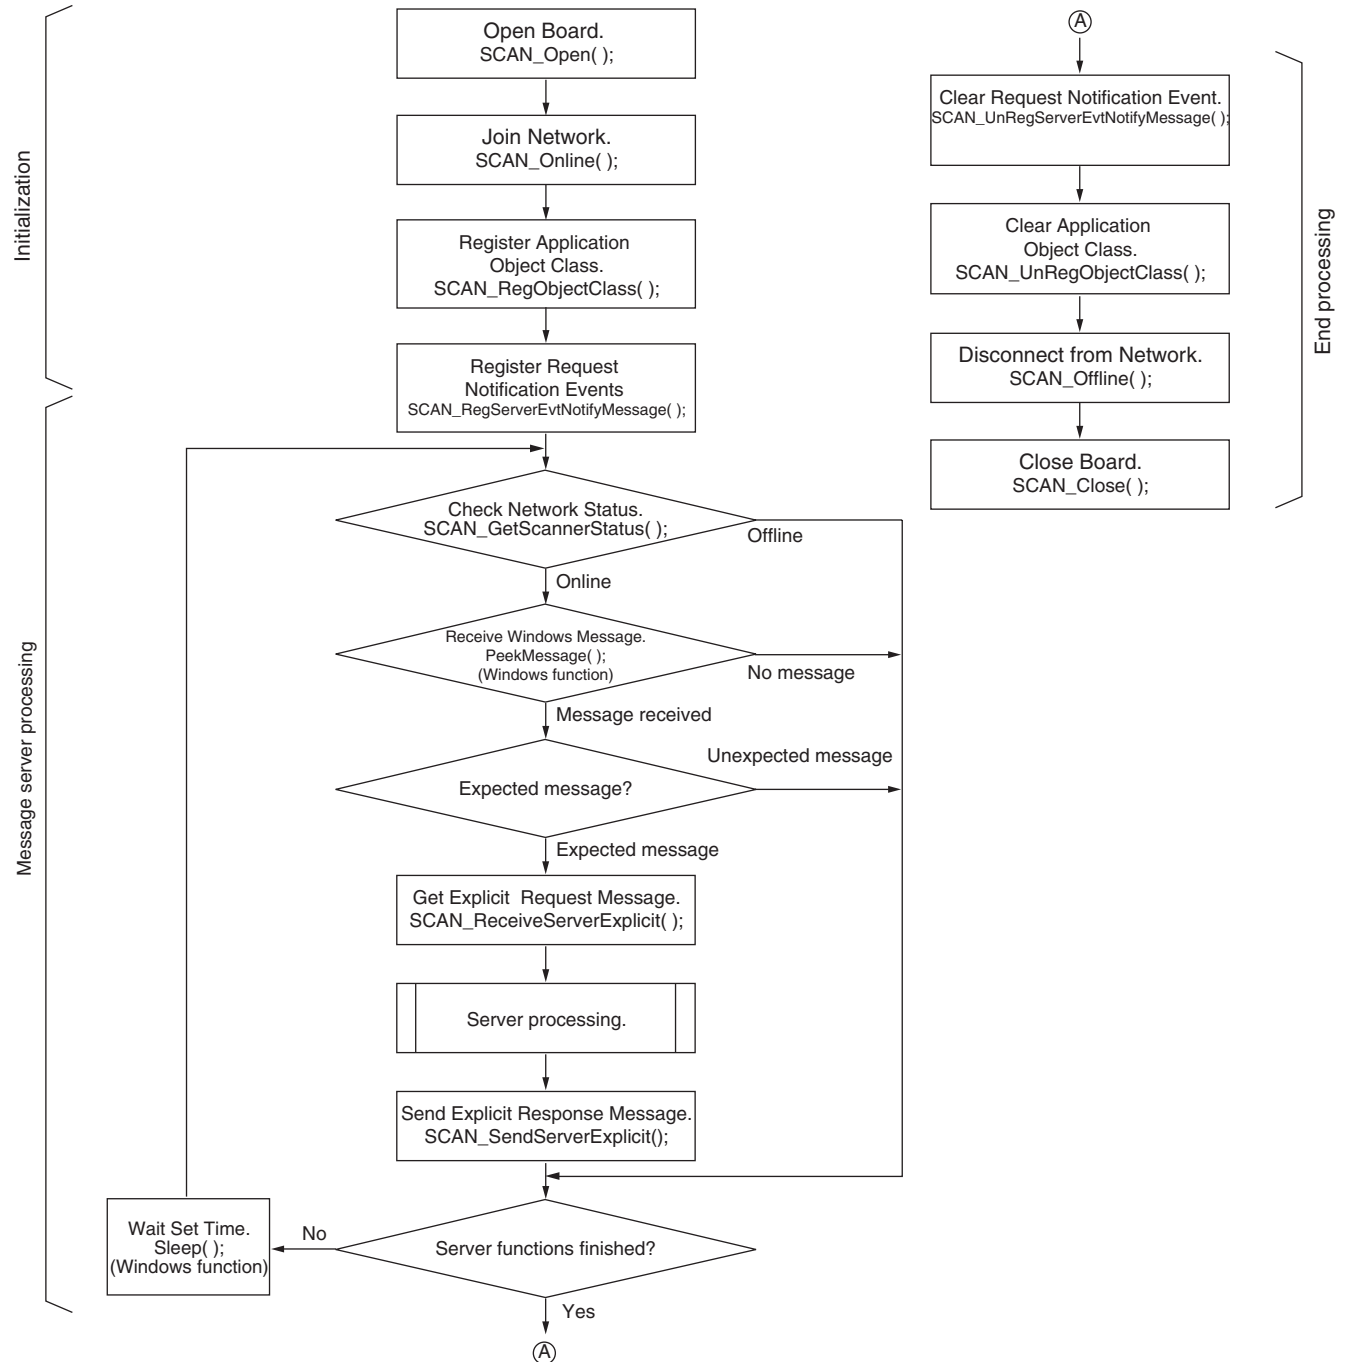 Initialization
Open Board.
SCAN_Open( );
Join Network.
SCAN_Online( );
Register Application
Object Class.
SCAN_RegObjectClass( );
Register Request
Notification Events
SCAN_RegServerEvtNotifyMessage( );
Message server processing
Check Network Status.
SCAN_GetScannerStatus( );
Offline
Online
Receive Windows Message.
PeekMessage( );
(Windows function)
No message
Message received
Unexpected message
Expected message?
Expected message
Get Explicit Request Message.
SCAN_ReceiveServerExplicit( );
Server processing.
Send Explicit Response Message.
SCAN_SendServerExplicit();
Wait Set Time.
Sleep( );
(Windows function)
No
Server functions finished?
Yes
A
A
Clear Request Notification Event.
SCAN_UnRegServerEvtNotifyMessage( );
Clear Application
Object Class.
SCAN_UnRegObjectClass( );
Disconnect from Network.
SCAN_Offline( );
Close Board.
SCAN_Close( );
End processing